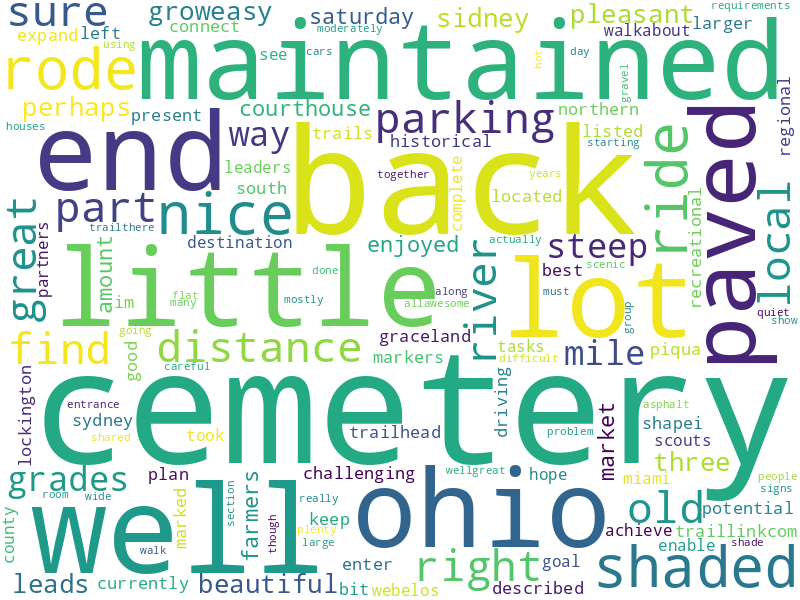 sure
groweasy
saturday
sidney
pleasant
requirements
expand
left
connect
see
using
cars
moderately
walkabout
larger
rode
maintained
hot
day
gravel
perhaps
present
courthouse
parking
northern
regional
houses
end
way
trails
historical
listed
starting
leaders
south
back
together
complete
years
located
ride
paved
part
nice
trailthere
destination
enjoyed
designated
actually
steep
recreational
local
great
partners
amount
im
little
done
flat
many
mostly
along
allawesome
river
best
scenic
must
lot
group
quiet
show
find
going
good
distance
careful
graceland
markers
tasks
difficult
mile
piqua
driving
cemetery
lockington
entrance
sydney
shared
took
trailhead
problem
market
asphalt
shapei
scouts
three
grades
room
wide
plan
challenging
wellgreat
hope
miami
people
signs
county
well
walk
marked
section
farmers
though
really
plenty
large
keep
ohio
old
potential
achieve
traillinkcom
enable
shade
leads
currently
beautiful
bit
enter
webelos
right
goal
described
shaded